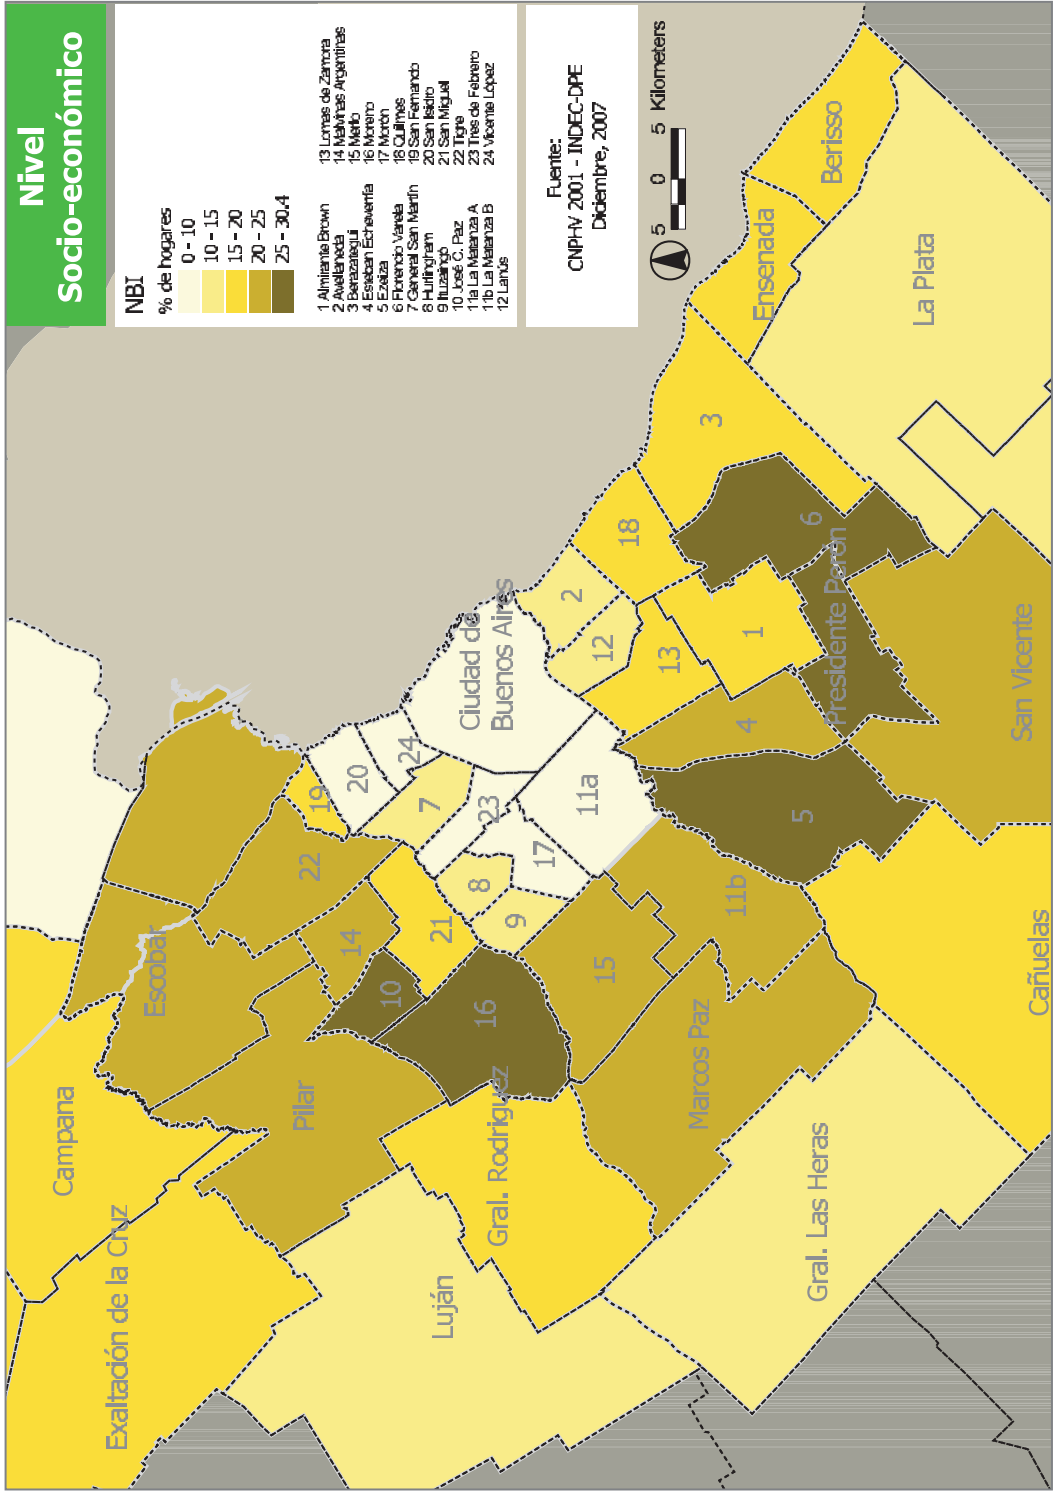 Nivel
Socio-económico
NBI
% de hogares
0 - 10
10 - 15
15 - 20
20 - 25
25 - 30.4
1 Almirante Brown
2 Avellaneda
3 Berazategui
4 Esteban Echeverría
5 Ezeiza
6 Florencio Varela
7 General San Martín
8 Hurlingham
9 Ituzaingó
10 José C. Paz
11a La Matanza A
11b La Matanza B
12 Lanús
13 Lomas de Zamora
14 Malvinas Argentinas
15 Merlo
16 Moreno
17 Morón
18 Quilmes
19 San Fernando
20 San Isidro
21 San Miguel
22 Tigre
23 Tres de Febrero
24 Vicente López
Fuente:
CNPHV 2001 - INDEC-DPE
Diciembre, 2007
5 0 5 Kilometers
Campana
Exaltación de la Cruz
Escobar
Pilar
Luján
Gral. Rodriguez
Gral. Las Heras
Marcos Paz
Cañuelas
San Vicente
Presidente Perón
La Plata
Ensenada
Berisso
Ciudad de
Buenos Aires
22
19
20
24
14
10
21
7
23
8
9
17
16
15
11a
11b
2
12
18
13
1
4
5
3
6